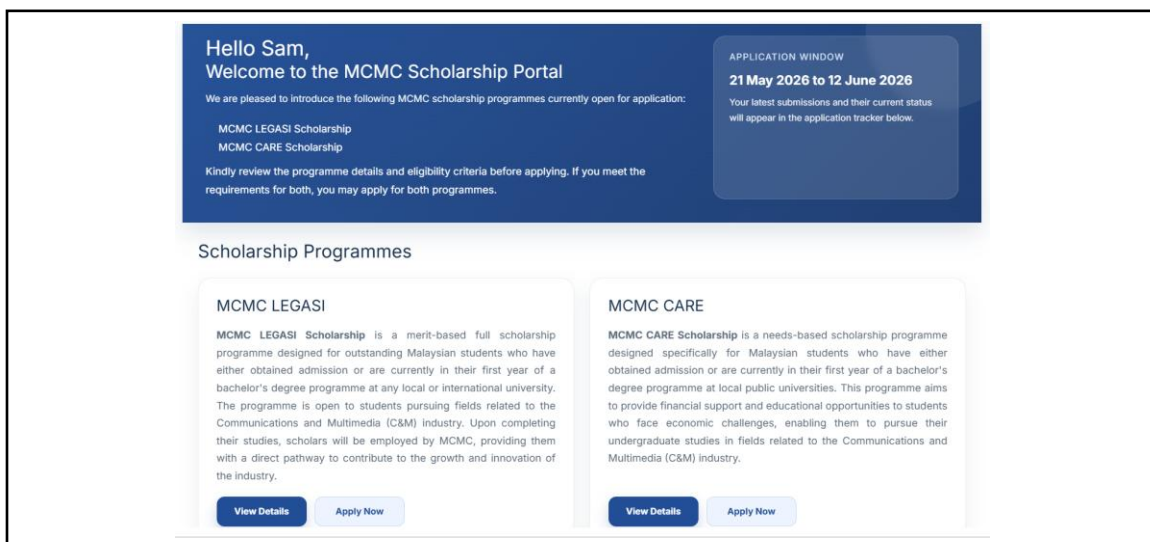 Hello Sam,
Welcome to the MCMC Scholarship Portal
We are pleased to introduce the following MCMC scholarship programmes currently open for application:
MCMC LEGASI Scholarship
MCMC CARE Scholarship
Kindly review the programme details and eligibility criteria before applying. If you meet the
requirements for both, you may apply for both programmes.
APPLICATION WINDOW
21 May 2026 to 12 June 2026
Your latest submissions and their current status
will appear in the application tracker below.
Scholarship Programmes
MCMC LEGASI
MCMC LEGASI Scholarship is a merit-based full scholarship
programme designed for outstanding Malaysian students who have
either obtained admission or are currently in their first year of a
bachelor's degree programme at any local or international university.
The programme is open to students pursuing fields related to the
Communications and Multimedia (C&M) industry. Upon completing
their studies, scholars will be employed by MCMC, providing them
with a direct pathway to contribute to the growth and innovation of
the industry.
View Details
Apply Now
MCMC CARE
MCMC CARE Scholarship is a needs-based scholarship programme
designed specifically for Malaysian students who have either
obtained admission or are currently in their first year of a bachelor's
degree programme at local public universities. This programme aims
to provide financial support and educational opportunities to students
who face economic challenges, enabling them to pursue their
undergraduate studies in fields related to the Communications and
Multimedia (C&M) industry.
View Details
Apply Now